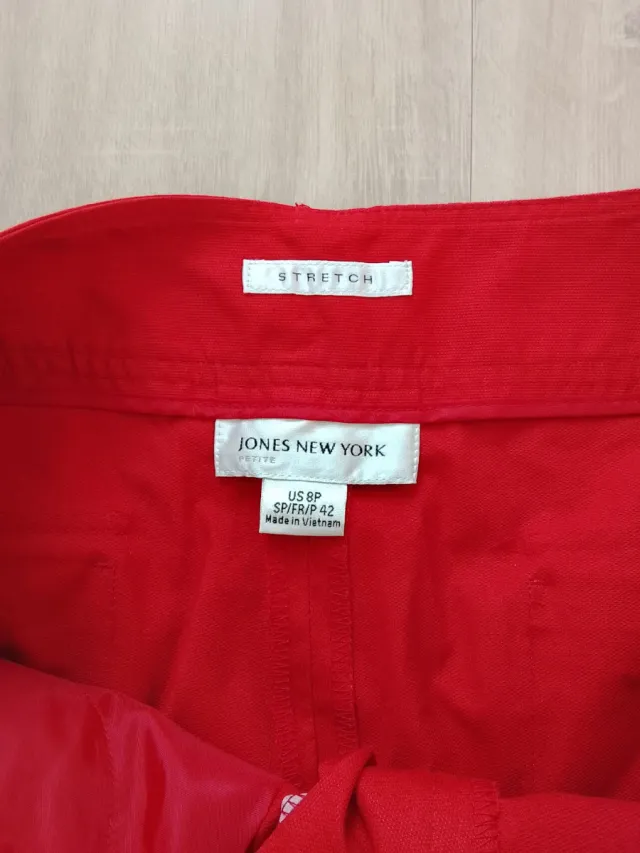 STRETCH
JONES NEW YORK
PETITE
US 8P
SP/FR/P 42
Made in Vietnam